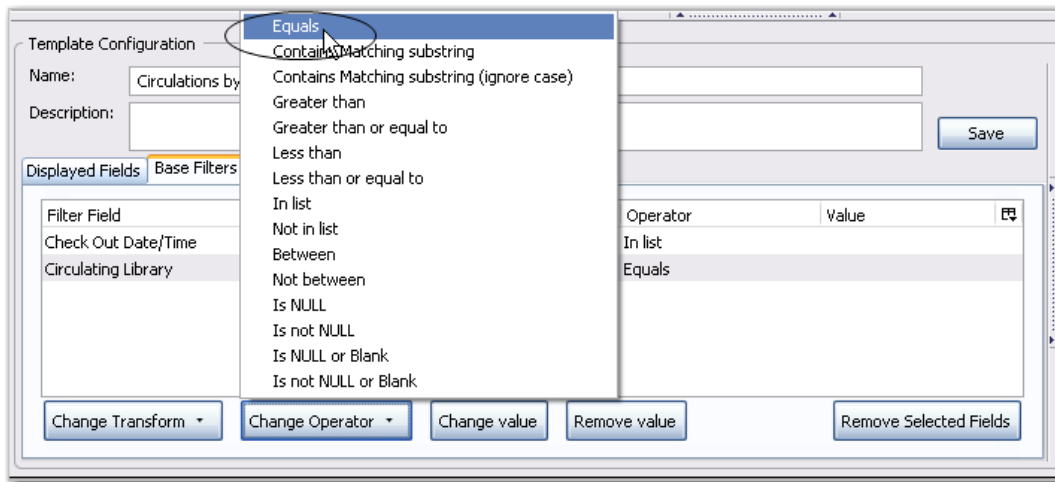 Template Configuration
Name:
Circulations by
Description:
Save
Displayed Fields
Base Filters
Equals
Contains Matching substring
Contains Matching substring (ignore case)
Greater than
Greater than or equal to
Less than
Less than or equal to
In list
Not in list
Between
Not between
Is NULL
Is not NULL
Is NULL or Blank
Is not NULL or Blank
Filter Field
Operator
Value
Check Out Date/Time
In list
Circulating Library
Equals
Change Transform
Change Operator
Change value
Remove value
Remove Selected Fields